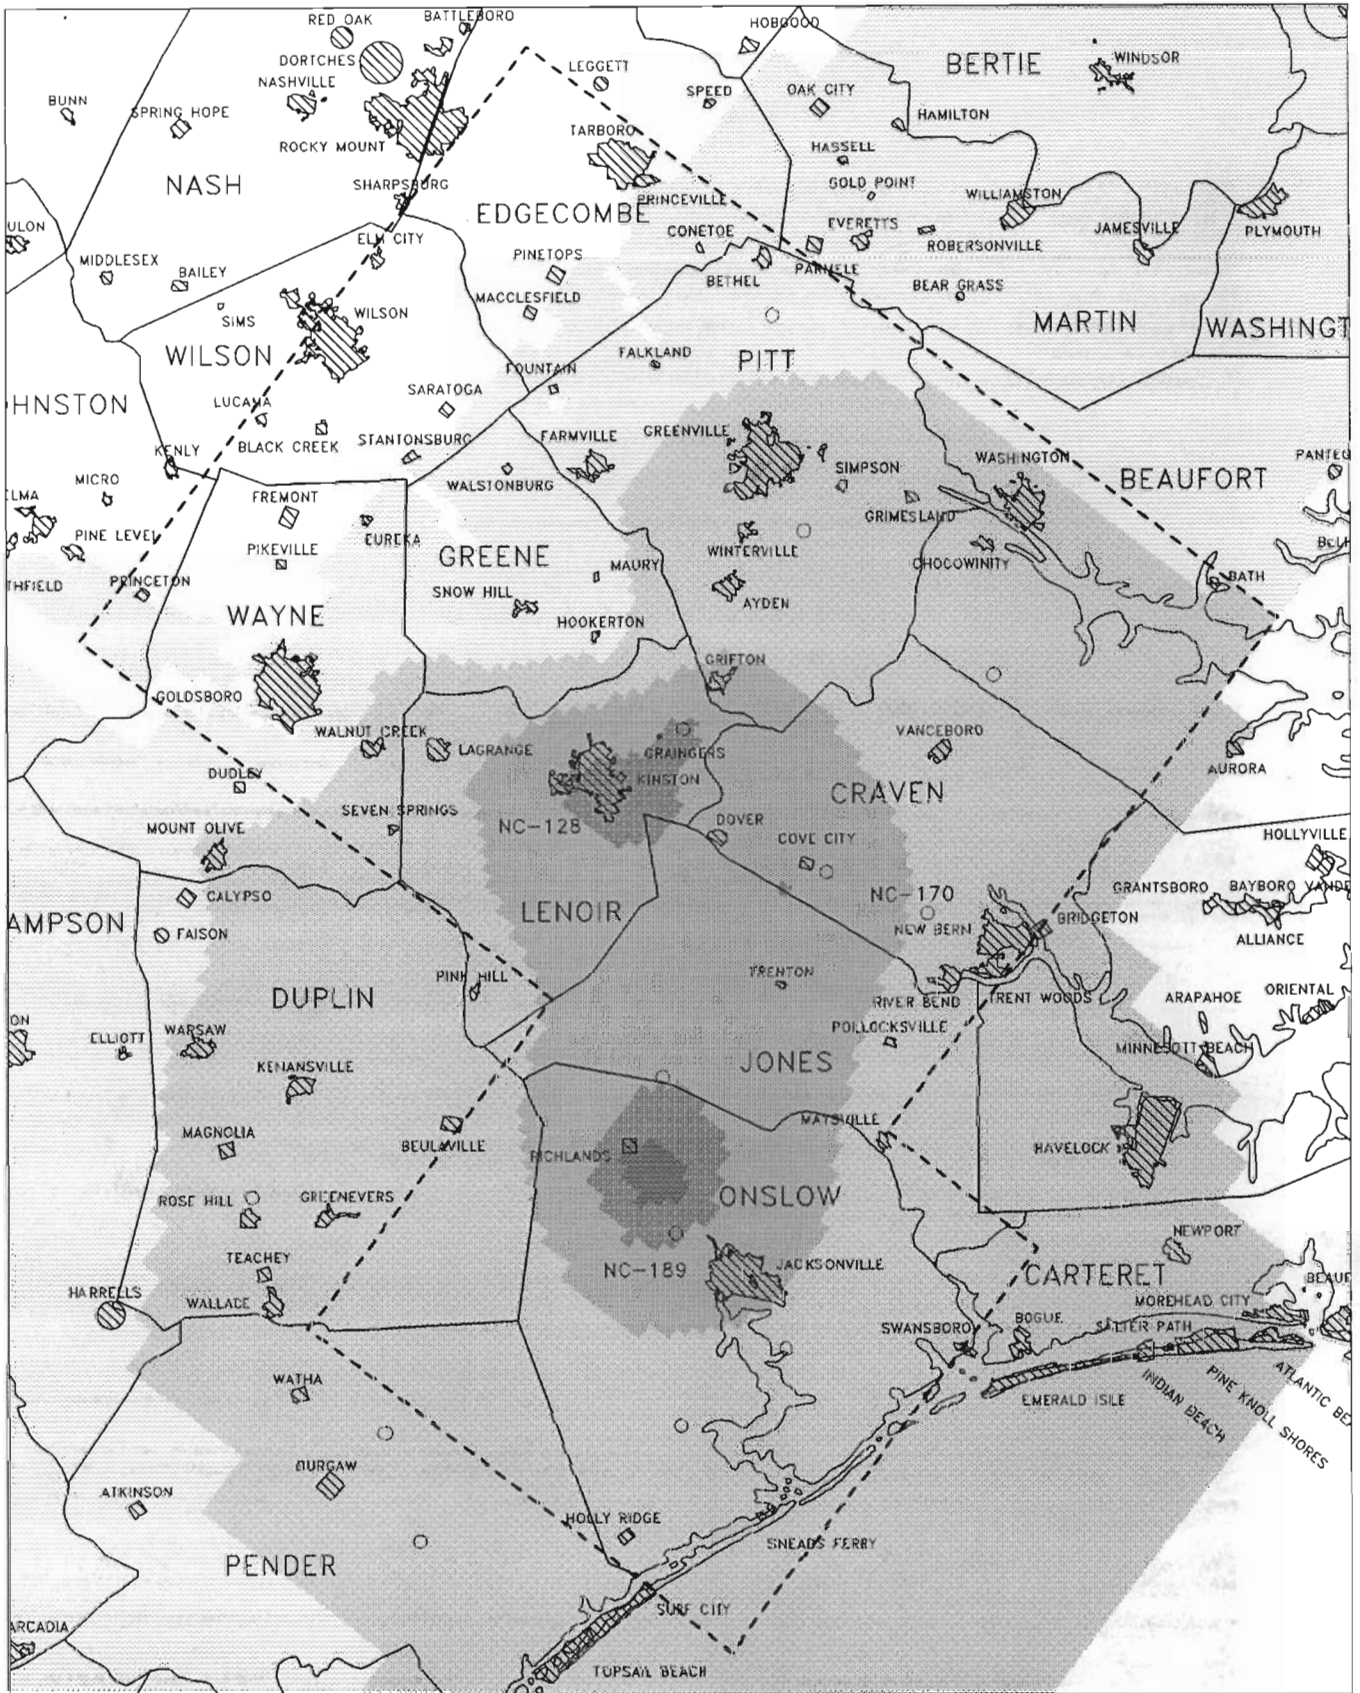 RED OAK
BATTLEBORO
HOBGOOD
DORTCHES
NASHVILLE
LEGGETT
BERTIE
WINDSOR
BUNN
SPRING HOPE
SPEED
OAK CITY
HAMILTON
ROCKY MOUNT
TARBORO
HASSELL
NASH
SHARPSBURG
EDGECOMBE
PRINCEVILLE
GOLD POINT
WILLIAMSTON
ULON
ELM CITY
CONETOE
EVERETTS
ROBERSONVILLE
JAMESVILLE
PLYMOUTH
MIDDLESEX
BAILEY
PINETOPS
BETHEL
PARMELE
BEAR GRASS
SIMS
WILSON
MACCLESFIELD
MARTIN
WASHINGT
WILSON
FOUNTAIN
FALKLAND
PITT
HNSTON
LUCAMA
SARATOGA
BLACK CREEK
STANTONSBURG
FARMVILLE
GREENVILLE
KENLY
WALSTONBURG
SIMPSON
WASHINGTON
BEAUFORT
PANTEG
MICRO
ELMA
FREMONT
EUREKA
GRIMESLAND
PINE LEVEL
PIKEVILLE
GREENE
WINTERVILLE
CHOCOWINITY
BELH
THFIELD
PRINCETON
MAURY
BATH
SNOW HILL
AYDEN
WAYNE
HOOKERTON
GRIFTON
GOLDSBORO
WALNUT CREEK
LAGRANGE
GRAINGERS
KINSTON
VANCEBORO
AURORA
DUDLEY
CRAVEN
SEVEN SPRINGS
NC-128
DOVER
COVE CITY
MOUNT OLIVE
HOLLYVILLE
CALYPSO
LENOIR
NC-170
GRANTSBORO
BAYBORO
VANDE
AMPSON
FAISON
NEW BERN
BRIDGETON
ALLIANCE
DUPLIN
PINK HILL
TRENTON
RIVER BEND
TRENT WOODS
ARAPAHOE
ORIENTAL
ON
ELLIOTT
WARSAW
POLLOCKSVILLE
MINNESOTT BEACH
KENANSVILLE
JONES
MAGNOLIA
BEULAVILLE
MAYSVILLE
HAVELOCK
RICHLANDS
ROSE HILL
GREENEVERS
ONSLOW
NEWPORT
TEACHEY
NC-189
JACKSONVILLE
CARTERET
HARRELLS
WALLACE
BEAUF
MOREHEAD CITY
SWANSBORO
BOGUE
SALTER PATH
WATHA
EMERALD ISLE
INDIAN BEACH
PINE KNOLL SHORES
ATLANTIC BEA
BURGAW
ATKINSON
HOLLY RIDGE
SNEADS FERRY
PENDER
SURF CITY
ARCADIA
TOPSAIL BEACH